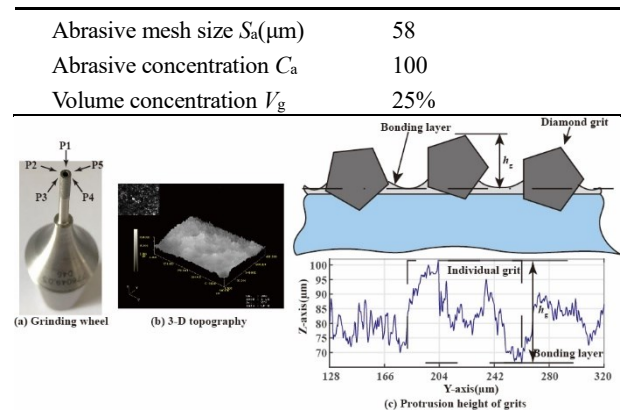 Abrasive mesh size Sa(μm) 58
Abrasive concentration Ca 100
Volume concentration Vg 25%
P1
P2 P5
P3 P4
(a) Grinding wheel
(b) 3-D topography
Bonding layer
Diamond grit
hg
Z-axis(μm)
100
95
90
85
80
75
70
Individual grit
hg
Bonding layer
128 166 204 242 280 320
Y-axis(μm)
(c) Protrusion height of grits